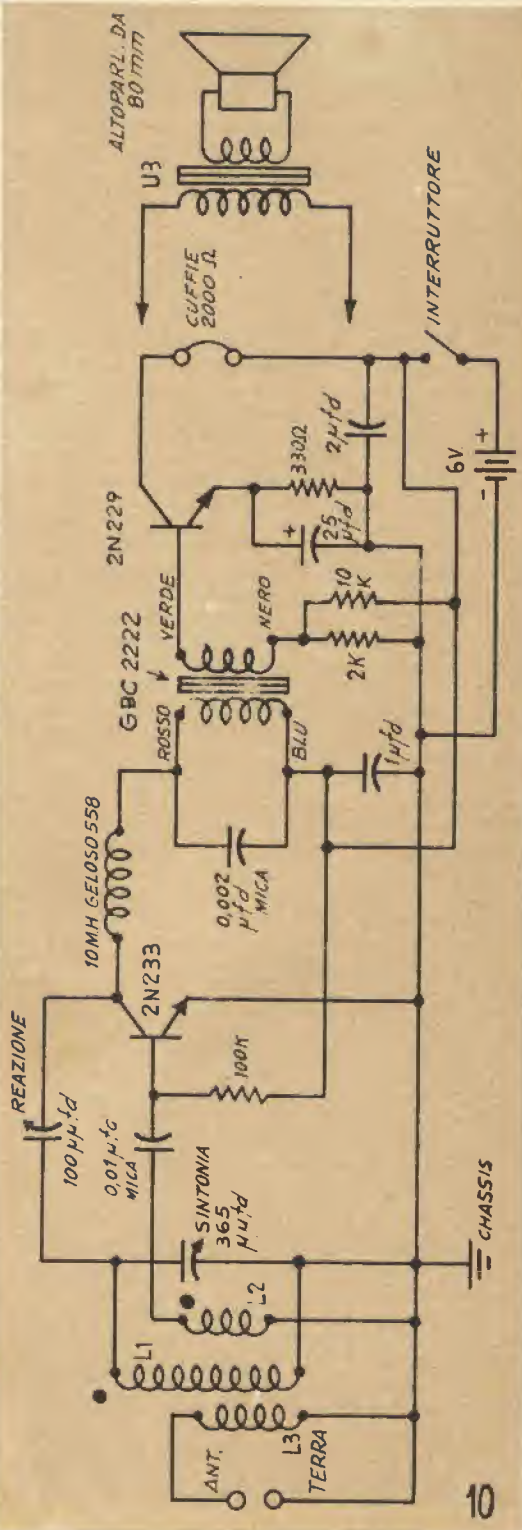 ALTOPARL. DA
80 mm
U3
CUFFIE
2000 Ω
INTERRUTTORE
2N229
VERDE
GBC 2222
ROSSO
NERO
BLU
330Ω
2µfd
25
µfd
+
10
K
2K
6V.
+
-
1µfd
10 M.H GELOSO 558
0,002
µfd
MICA
2N233
REAZIONE
100 µµfd
0,01 µfd
MICA
100K
SINTONIA
365
µµfd
L1
L2
L3
ANT.
TERRA
CHASSIS
10